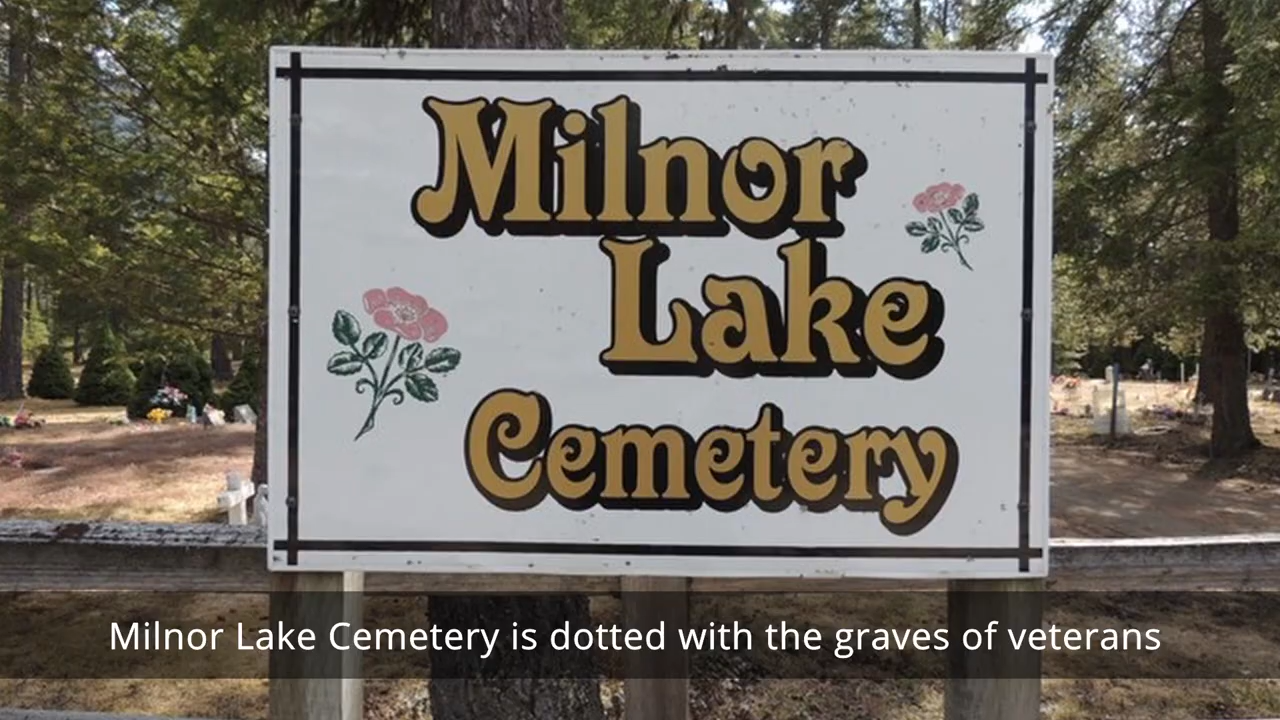 Milnor
Lake
Cemetery
Milnor Lake Cemetery is dotted with the graves of veterans